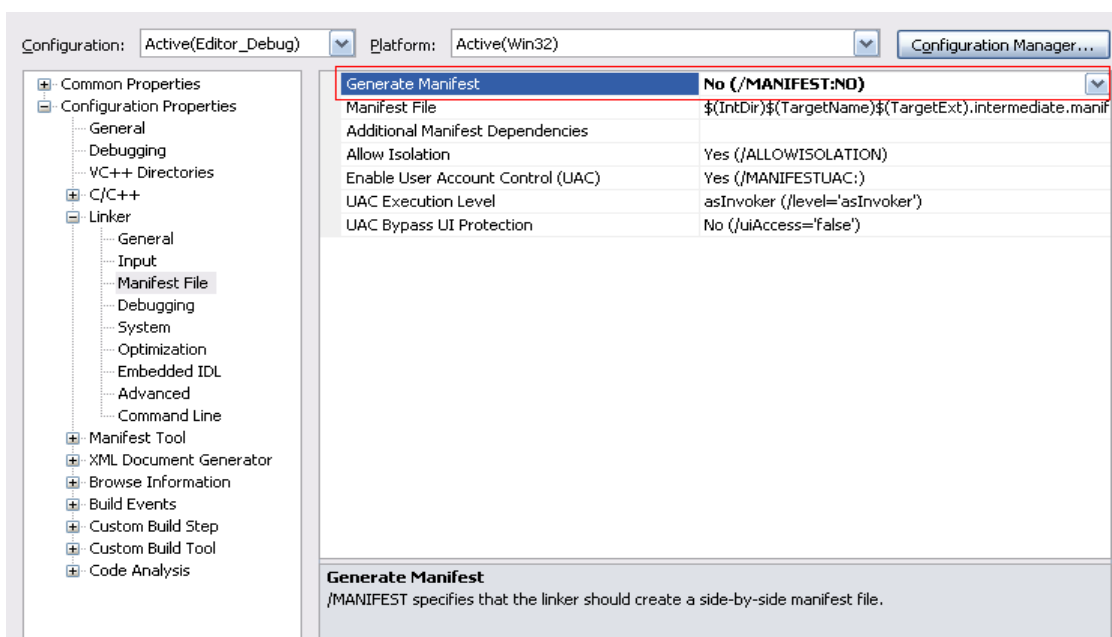 Configuration: Active(Editor_Debug) Platform: Active(Win32) Configuration Manager...
Common Properties
Configuration Properties
General
Debugging
VC++ Directories
C/C++
Linker
General
Input
Manifest File
Debugging
System
Optimization
Embedded IDL
Advanced
Command Line
Manifest Tool
XML Document Generator
Browse Information
Build Events
Custom Build Step
Custom Build Tool
Code Analysis
Generate Manifest No (/MANIFEST:NO)
Manifest File $(IntDir)$(TargetName)$(TargetExt).intermediate.manif
Additional Manifest Dependencies
Allow Isolation Yes (/ALLOWISOLATION)
Enable User Account Control (UAC) Yes (/MANIFESTUAC:)
UAC Execution Level asInvoker (/level='asInvoker')
UAC Bypass UI Protection No (/uiAccess='false')
Generate Manifest
/MANIFEST specifies that the linker should create a side-by-side manifest file.